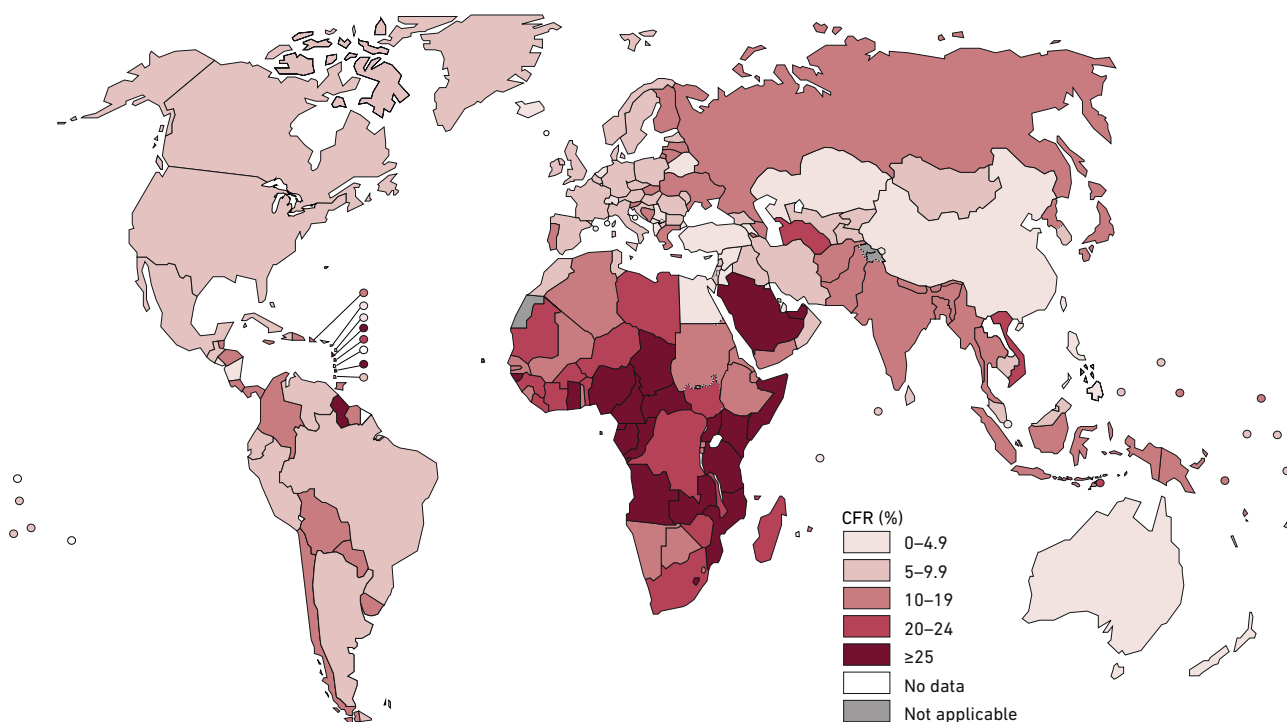 CFR (%)
0–4.9
5–9.9
10–19
20–24
≥25
No data
Not applicable